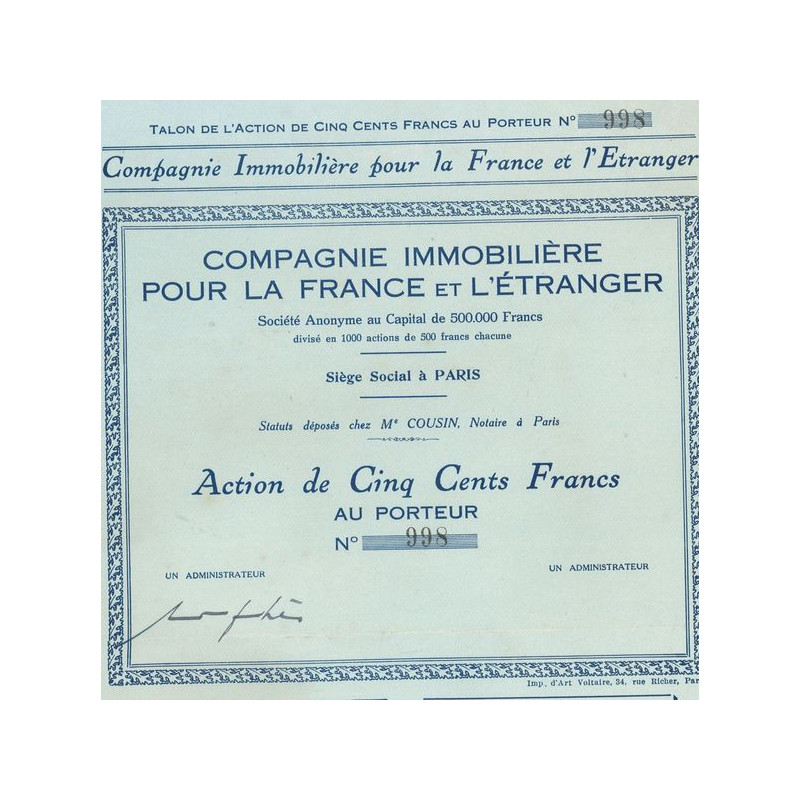 TALON DE L'ACTION DE CINQ CENTS FRANCS AU PORTEUR N° 998
Compagnie Immobilière pour la France et l'Etranger
COMPAGNIE IMMOBILIÈRE
POUR LA FRANCE ET L'ÉTRANGER
Société Anonyme au Capital de 500.000 Francs
divisé en 1000 actions de 500 francs chacune
Siège Social à PARIS
Statuts déposés chez Me COUSIN, Notaire à Paris
Action de Cinq Cents Francs
AU PORTEUR
N° 998
UN ADMINISTRATEUR UN ADMINISTRATEUR
Imp. d'Art Voltaire, 34, rue Richer, Par